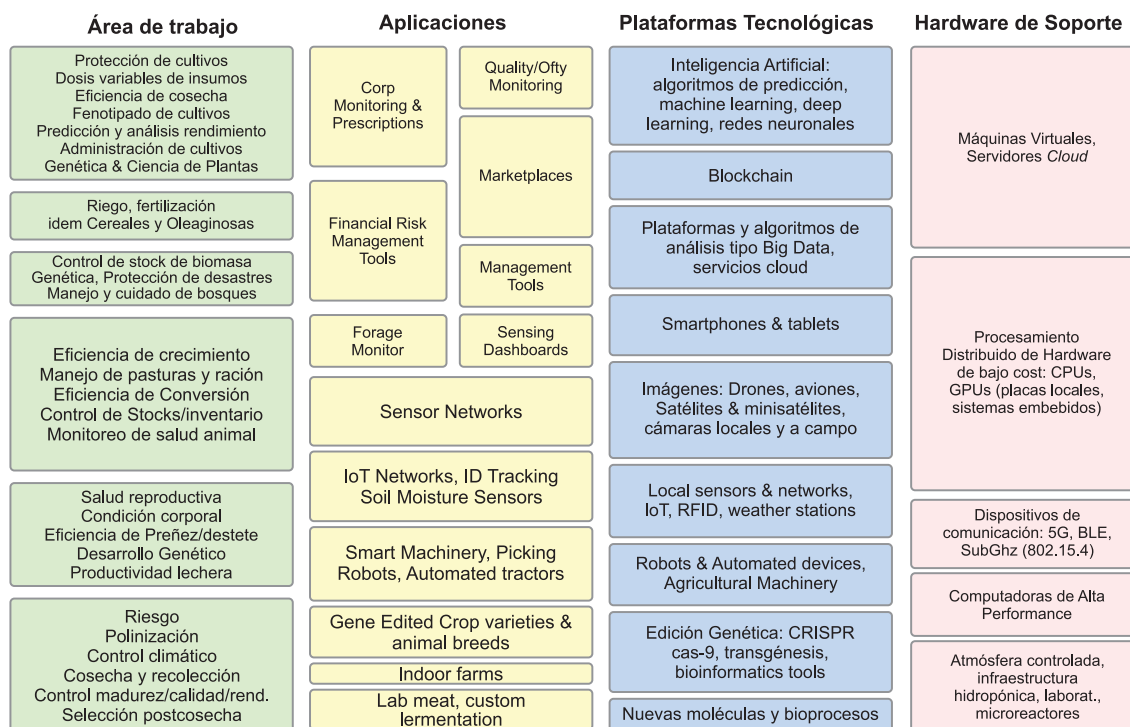 Área de trabajo
Protección de cultivos
Dosis variables de insumos
Eficiencia de cosecha
Fenotipado de cultivos
Predicción y análisis rendimiento
Administración de cultivos
Genética & Ciencia de Plantas
Riego, fertilización
idem Cereales y Oleaginosas
Control de stock de biomasa
Genética, Protección de desastres
Manejo y cuidado de bosques
Eficiencia de crecimiento
Manejo de pasturas y ración
Eficiencia de Conversión
Control de Stocks/inventario
Monitoreo de salud animal
Salud reproductiva
Condición corporal
Eficiencia de Preñez/destete
Desarrollo Genético
Productividad lechera
Riesgo
Polinización
Control climático
Cosecha y recolección
Control madurez/calidad/rend.
Selección postcosecha
Aplicaciones
Corp
Monitoring &
Prescriptions
Quality/Ofty
Monitoring
Marketplaces
Financial Risk
Management
Tools
Management
Tools
Forage
Monitor
Sensing
Dashboards
Sensor Networks
IoT Networks, ID Tracking
Soil Moisture Sensors
Smart Machinery, Picking
Robots, Automated tractors
Gene Edited Crop varieties &
animal breeds
Indoor farms
Lab meat, custom
lermentation
Plataformas Tecnológicas
Inteligencia Artificial:
algoritmos de predicción,
machine learning, deep
learning, redes neuronales
Blockchain
Plataformas y algoritmos de
análisis tipo Big Data,
servicios cloud
Smartphones & tablets
Imágenes: Drones, aviones,
Satélites & minisatélites,
cámaras locales y a campo
Local sensors & networks,
IoT, RFID, weather stations
Robots & Automated devices,
Agricultural Machinery
Edición Genética: CRISPR
cas-9, transgénesis,
bioinformatics tools
Nuevas moléculas y bioprocesos
Hardware de Soporte
Máquinas Virtuales,
Servidores Cloud
Procesamiento
Distribuido de Hardware
de bajo cost: CPUs,
GPUs (placas locales,
sistemas embebidos)
Dispositivos de
comunicación: 5G, BLE,
SubGhz (802.15.4)
Computadoras de Alta
Performance
Atmósfera controlada,
infraestructura
hidropónica, laborat.,
microreactores